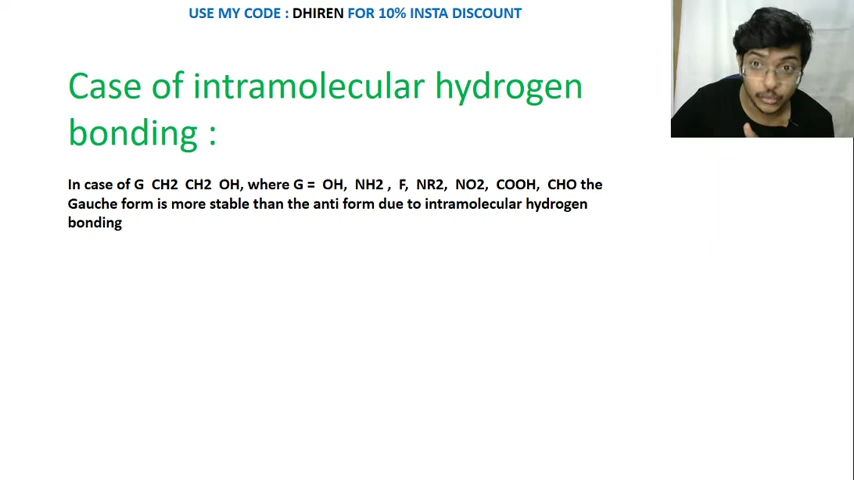 USE MY CODE : DHIREN FOR 10% INSTA DISCOUNT
Case of intramolecular hydrogen
bonding :
In case of G CH2 CH2 OH, where G = OH, NH2 , F, NR2, NO2, COOH, CHO the
Gauche form is more stable than the anti form due to intramolecular hydrogen
bonding